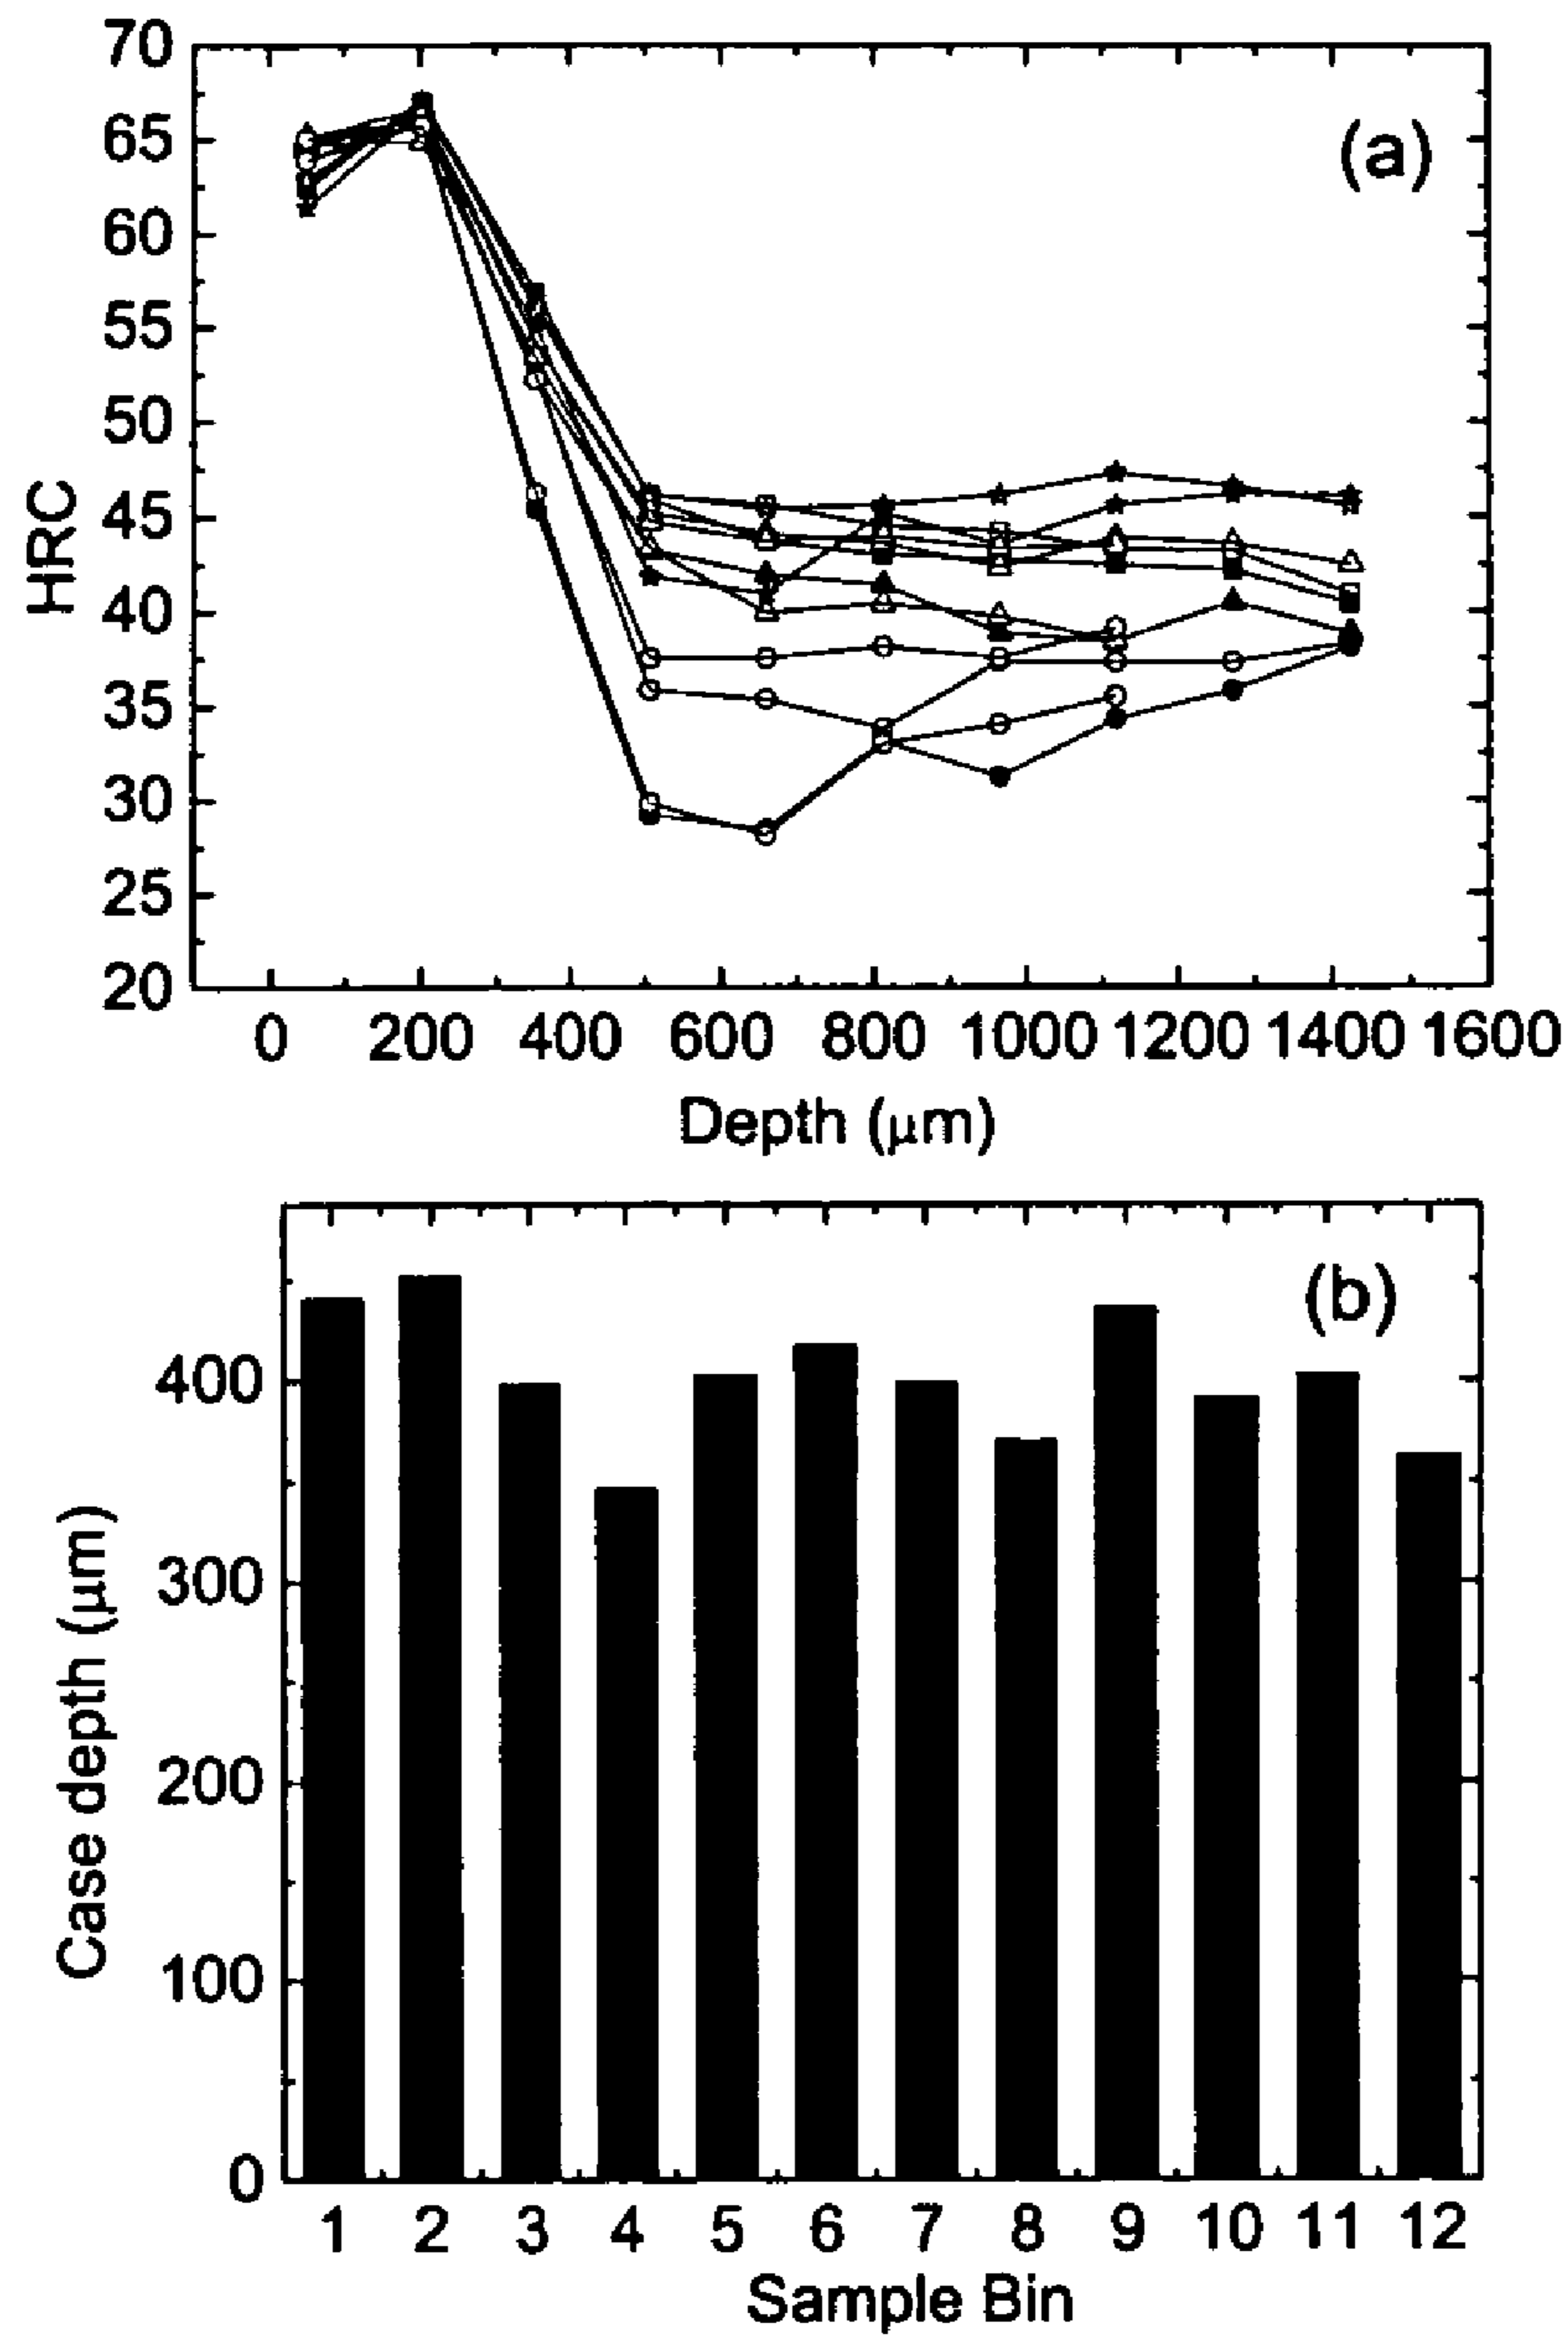 70
65
60
55
50
45
40
35
30
25
20
HRC
(a)
0 200 400 600 800 1000 1200 1400 1600
Depth (μm)
(b)
400
300
200
100
0
Case depth (μm)
1 2 3 4 5 6 7 8 9 10 11 12
Sample Bin